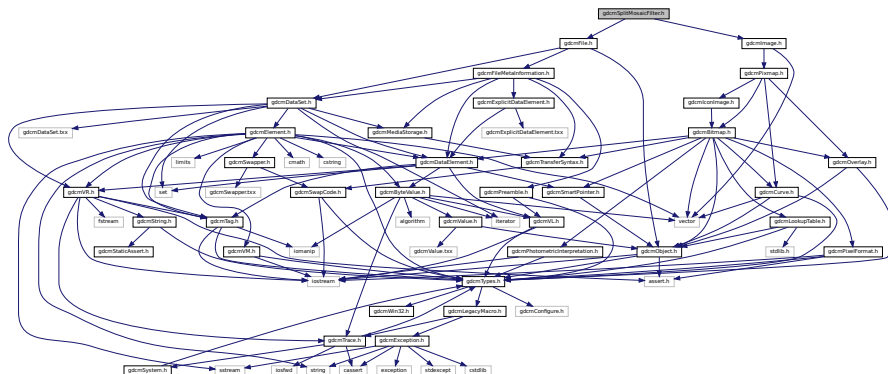 gdcmSplitMosaicFilter.h
gdcmFile.h
gdcmImage.h
gdcmFileMetaInformation.h
gdcmPixmap.h
gdcmDataSet.h
gdcmExplicitDataElement.h
gdcmIconImage.h
gdcmDataSet.txx
gdcmElement.h
gdcmMediaStorage.h
gdcmExplicitDataElement.txx
gdcmBitmap.h
limits
gdcmSwapper.h
cmath
cstring
gdcmDataElement.h
gdcmTransferSyntax.h
gdcmOverlay.h
gdcmVR.h
set
gdcmSwapper.txx
gdcmSwapCode.h
gdcmByteValue.h
gdcmPreamble.h
gdcmSmartPointer.h
gdcmCurve.h
fstream
gdcmString.h
gdcmTag.h
algorithm
gdcmValue.h
iterator
gdcmVL.h
vector
gdcmLookupTable.h
gdcmStaticAssert.h
gdcmVM.h
iomanip
gdcmValue.txx
gdcmPhotometricInterpretation.h
gdcmObject.h
stdlib.h
gdcmPixelFormat.h
iostream
gdcmTypes.h
assert.h
gdcmWin32.h
gdcmLegacyMacro.h
gdcmConfigure.h
gdcmTrace.h
gdcmException.h
gdcmSystem.h
sstream
iosfwd
string
cassert
exception
stdexcept
cstdlib